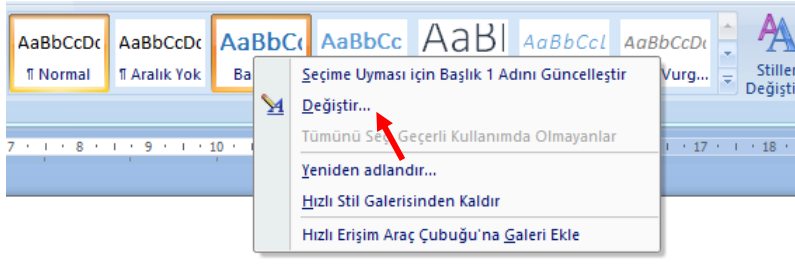 AaBbCcDc AaBbCcDc AaBbC AaBbCc AaBl AaBbCcL AaBbCcDc
¶ Normal ¶ Aralık Yok Ba Vurg... Stiller
Değişti
Seçime Uyması için Başlık 1 Adını Güncelleştir
Değiştir...
Tümünü Seç Geçerli Kullanımda Olmayanlar
7 8 9 10 17 18
Yeniden adlandır...
Hızlı Stil Galerisinden Kaldır
Hızlı Erişim Araç Çubuğu'na Galeri Ekle